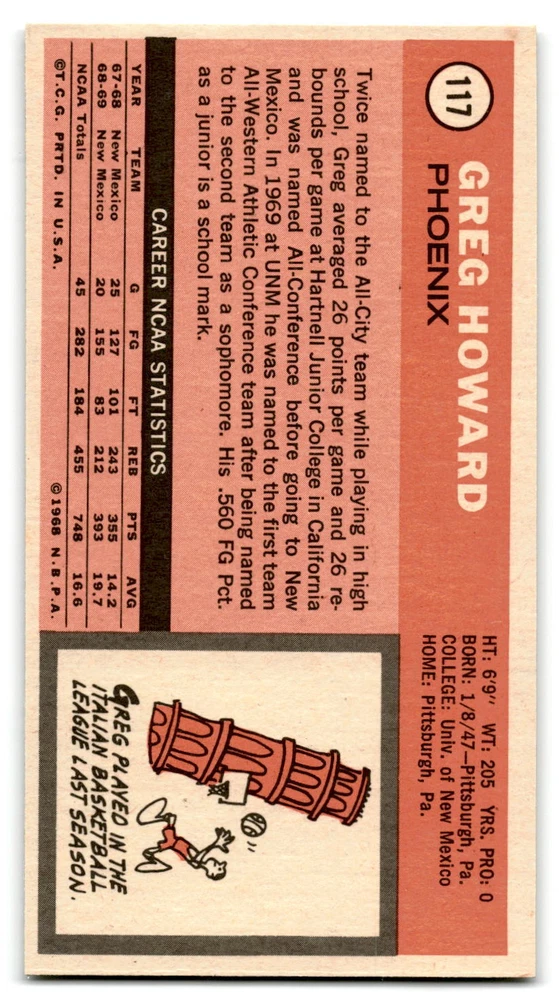 117
GREG HOWARD
PHOENIX
HT: 6'9" WT: 205 YRS. PRO: 0
BORN: 1/8/47—Pittsburgh, Pa.
COLLEGE: Univ. of New Mexico
HOME: Pittsburgh, Pa.
Twice named to the All-City team while playing in high
school, Greg averaged 26 points per game and 26 re-
bounds per game at Hartnell Junior College in California
and was named All-Conference before going to New
Mexico. In 1969 at UNM he was named to the first team
All-Western Athletic Conference team after being named
to the second team as a sophomore. His .560 FG Pct.
as a junior is a school mark.
CAREER NCAA STATISTICS
YEAR TEAM G FG FT REB PTS AVG
67-68 New Mexico 25 127 101 243 355 14.2
68-69 New Mexico 20 155 83 212 393 19.7
NCAA Totals 45 282 184 455 748 16.6
©T.C.G. PRTD. IN U.S.A. ©1968 N.B.P.A.
GREG PLAYED IN THE
ITALIAN BASKETBALL
LEAGUE LAST SEASON.